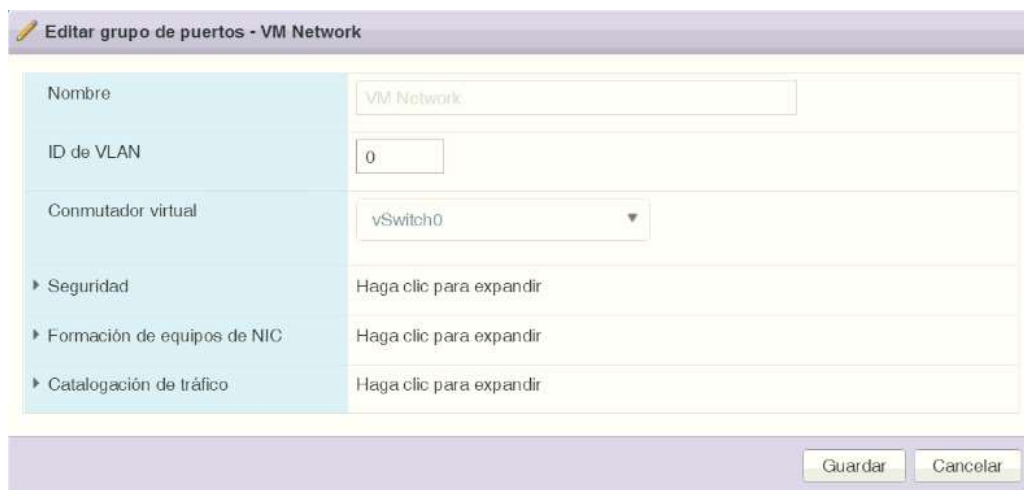 Editar grupo de puertos - VM Network
Nombre VM Network
ID de VLAN 0
Conmutador virtual vSwitch0
Seguridad Haga clic para expandir
Formación de equipos de NIC Haga clic para expandir
Catalogación de tráfico Haga clic para expandir
Guardar Cancelar